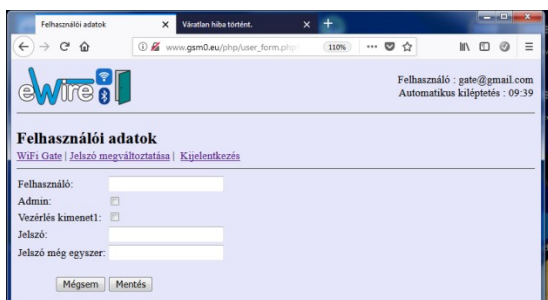 Felhasználói adatok
Váratlan hiba történt.
www.gsm0.eu/php/user_form.php
110%
eWire
Felhasználó : gate@gmail.com
Automatikus kiléptetés : 09:39
Felhasználói adatok
WiFi Gate | Jelszó megváltoztatása | Kijelentkezés
Felhasználó:
Admin:
Vezérlés kimenet1:
Jelszó:
Jelszó még egyszer:
Mégsem Mentés